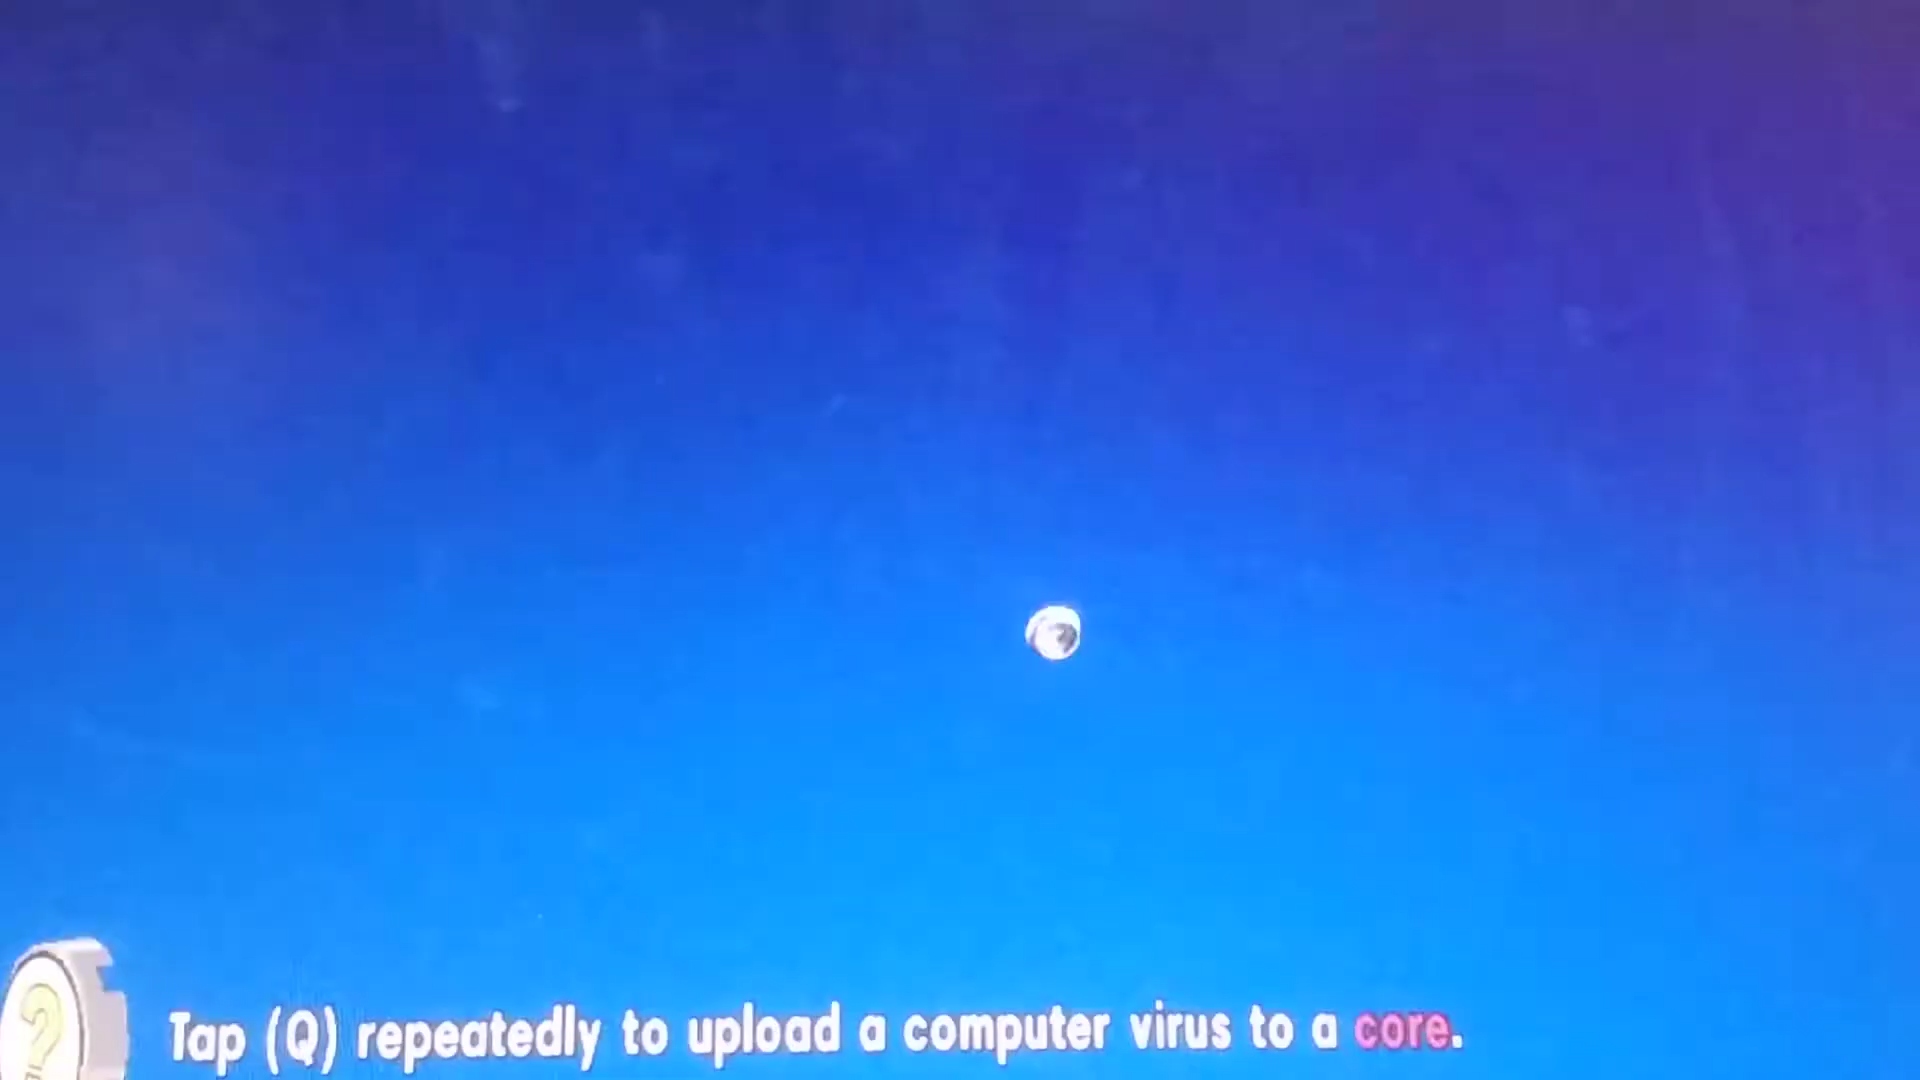 Tap (Q) repeatedly to upload a computer virus to a core.